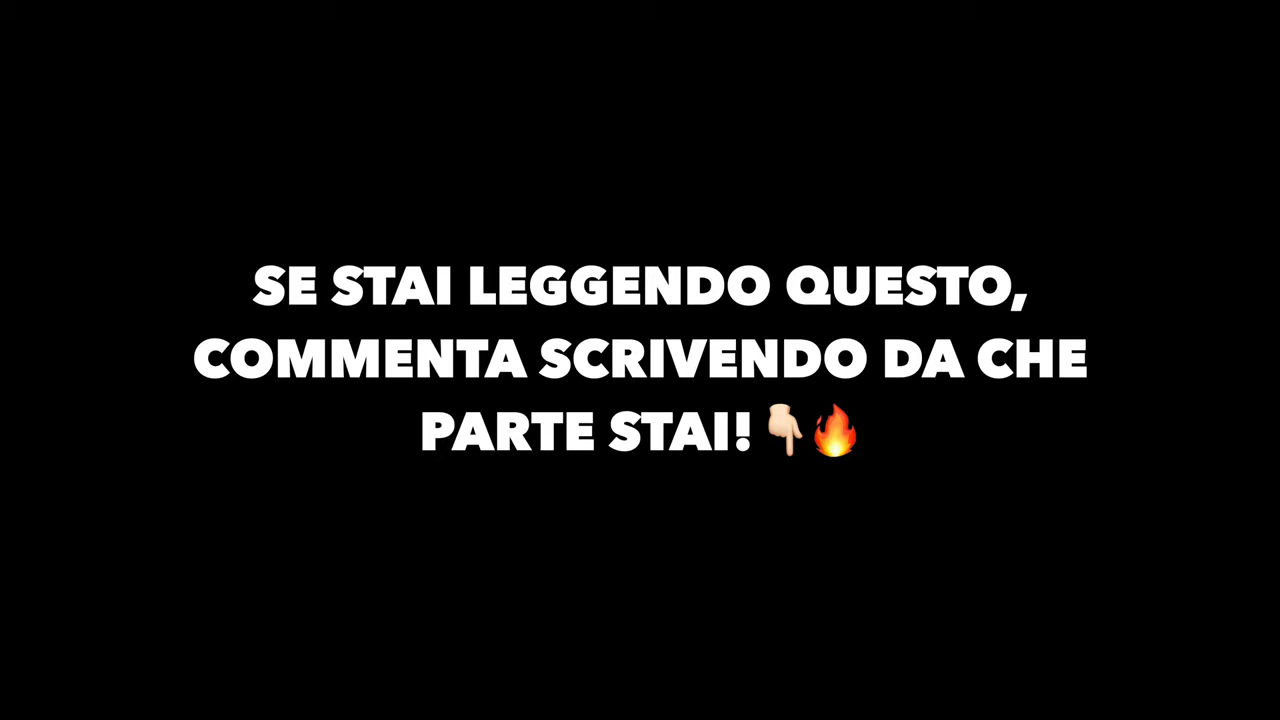 SE STAI LEGGENDO QUESTO,
COMMENTA SCRIVENDO DA CHE
PARTE STAI! 👇🏻🔥